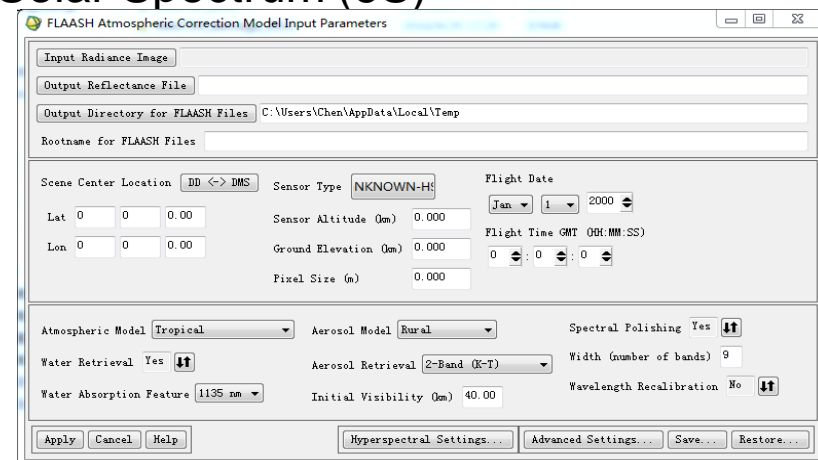 Solar Spectrum (6S)
FLAASH Atmospheric Correction Model Input Parameters
Input Radiance Image
Output Reflectance File
Output Directory for FLAASH Files C:\Users\Chen\AppData\Local\Temp
Rootname for FLAASH Files
Scene Center Location DD <-> DMS
Lat 0 0 0.00
Lon 0 0 0.00
Sensor Type NKNOWN-HS
Sensor Altitude (km) 0.000
Ground Elevation (km) 0.000
Pixel Size (m) 0.000
Flight Date
Jan 1 2000
Flight Time GMT (HH:MM:SS)
0 : 0 : 0
Atmospheric Model Tropical
Water Retrieval Yes
Water Absorption Feature 1135 nm
Aerosol Model Rural
Aerosol Retrieval 2-Band (K-T)
Initial Visibility (km) 40.00
Spectral Polishing Yes
Width (number of bands) 9
Wavelength Recalibration No
Apply Cancel Help Hyperspectral Settings... Advanced Settings... Save... Restore...